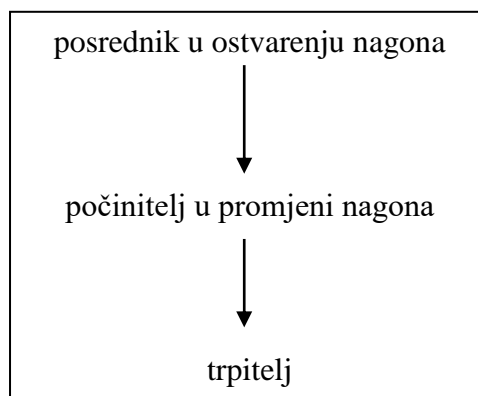 posrednik u ostvarenju nagona
počinitelj u promjeni nagona
trpitelj